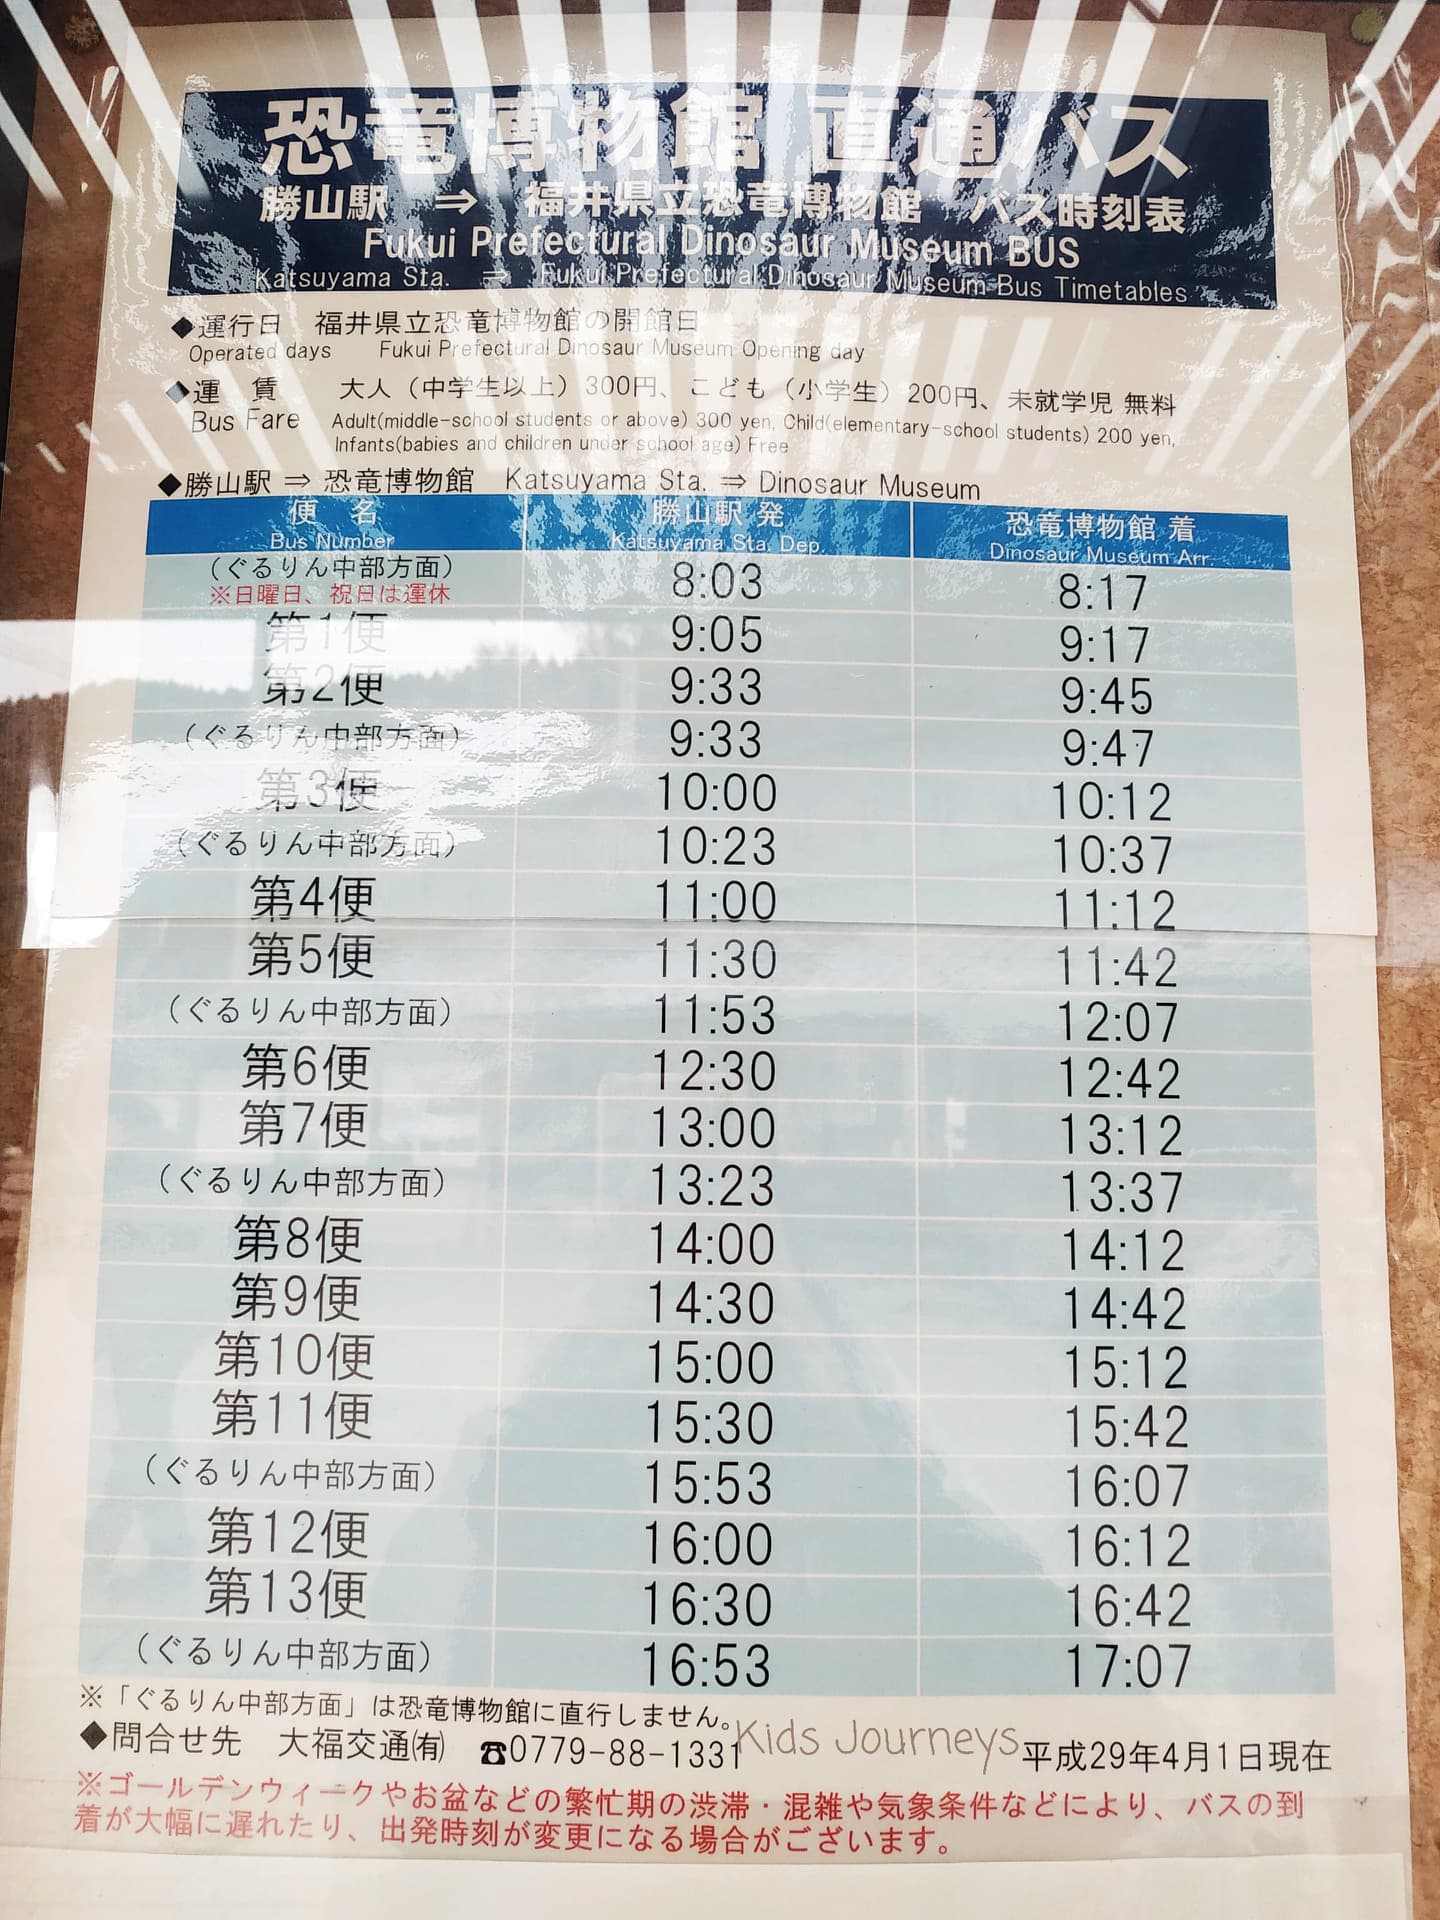 恐竜博物館 直通バス
勝山駅 ⇒ 福井県立恐竜博物館 バス時刻表
Fukui Prefectural Dinosaur Museum BUS
Katsuyama Sta. ⇒ Fukui Prefectural Dinosaur Museum Bus Timetables
◆運行日 福井県立恐竜博物館の開館日
Operated days Fukui Prefectural Dinosaur Museum Opening day
◆運 賃 大人（中学生以上）300円、こども（小学生）200円、未就学児 無料
Bus Fare Adult(middle-school students or above) 300 yen, Child(elementary-school students) 200 yen,
Infants(babies and children under school age) Free
◆勝山駅 ⇒ 恐竜博物館 Katsuyama Sta. ⇒ Dinosaur Museum
便 名 勝山駅 発 恐竜博物館 着
Bus Number Katsuyama Sta. Dep. Dinosaur Museum Arr.
（ぐるりん中部方面） 8:03 8:17
※日曜日、祝日は運休
第1便 9:05 9:17
第2便 9:33 9:45
（ぐるりん中部方面） 9:33 9:47
第3便 10:00 10:12
（ぐるりん中部方面） 10:23 10:37
第4便 11:00 11:12
第5便 11:30 11:42
（ぐるりん中部方面） 11:53 12:07
第6便 12:30 12:42
第7便 13:00 13:12
（ぐるりん中部方面） 13:23 13:37
第8便 14:00 14:12
第9便 14:30 14:42
第10便 15:00 15:12
第11便 15:30 15:42
（ぐるりん中部方面） 15:53 16:07
第12便 16:00 16:12
第13便 16:30 16:42
（ぐるりん中部方面） 16:53 17:07
※「ぐるりん中部方面」は恐竜博物館に直行しません。
◆問合せ先 大福交通㈲ ☎0779-88-1331 Kids Journeys 平成29年4月1日現在
※ゴールデンウィークやお盆などの繁忙期の渋滞・混雑や気象条件などにより、バスの到
着が大幅に遅れたり、出発時刻が変更になる場合がございます。